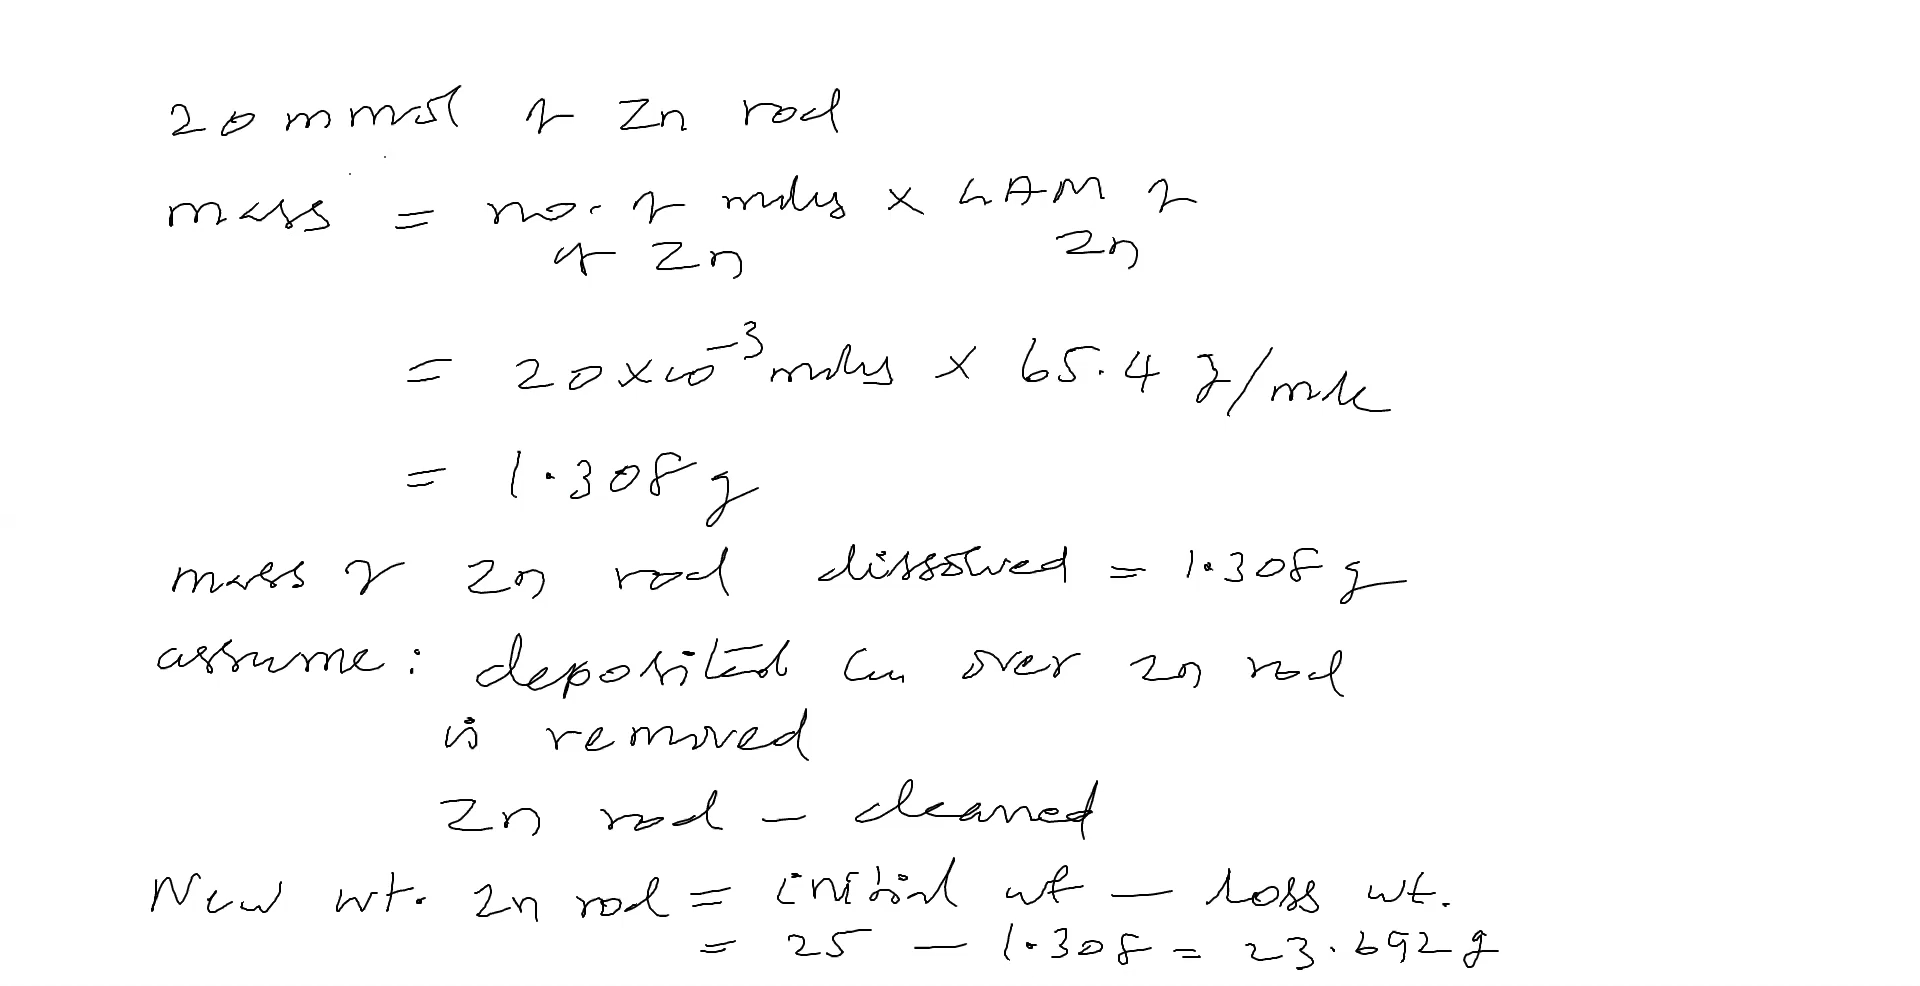 20 m mol of Zn rod
mass = no. of moles × GAM of
of Zn Zn
= 20×10⁻³ moles × 65.4 g/mole
= 1.308 g
mass of Zn rod dissolved = 1.308 g
assume: deposited Cu over Zn rod
is removed
Zn rod – cleaned
New wt. Zn rod = initial wt – loss wt.
= 25 – 1.308 = 23.692 g